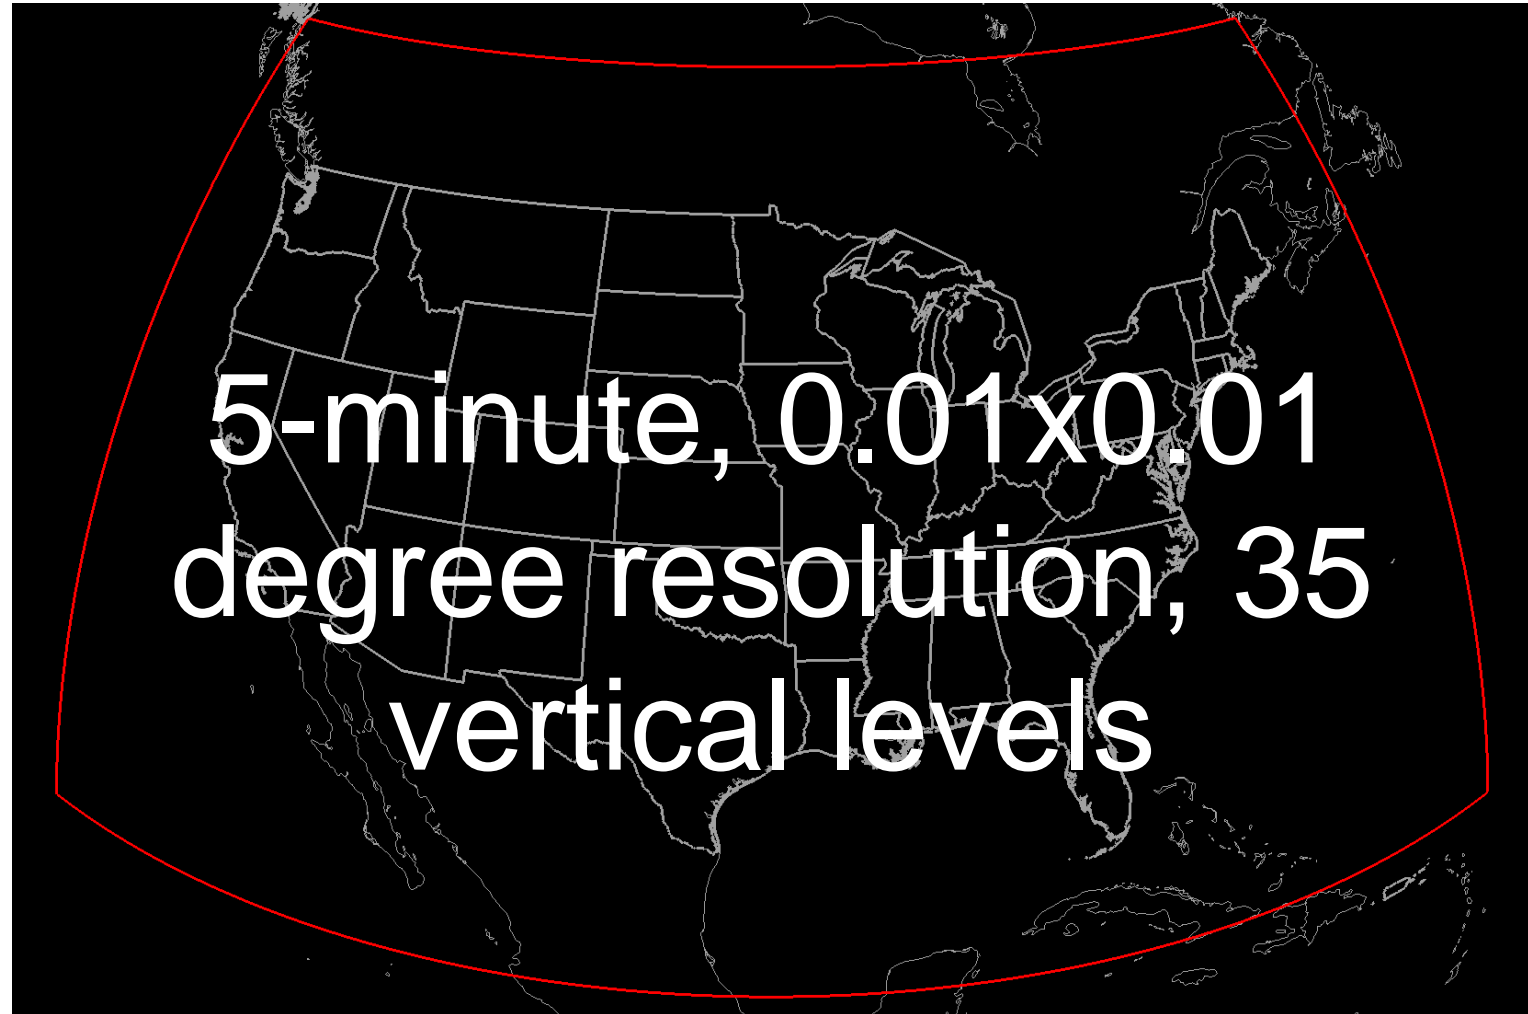 5-minute, 0.01x0.01
degree resolution, 35
vertical levels